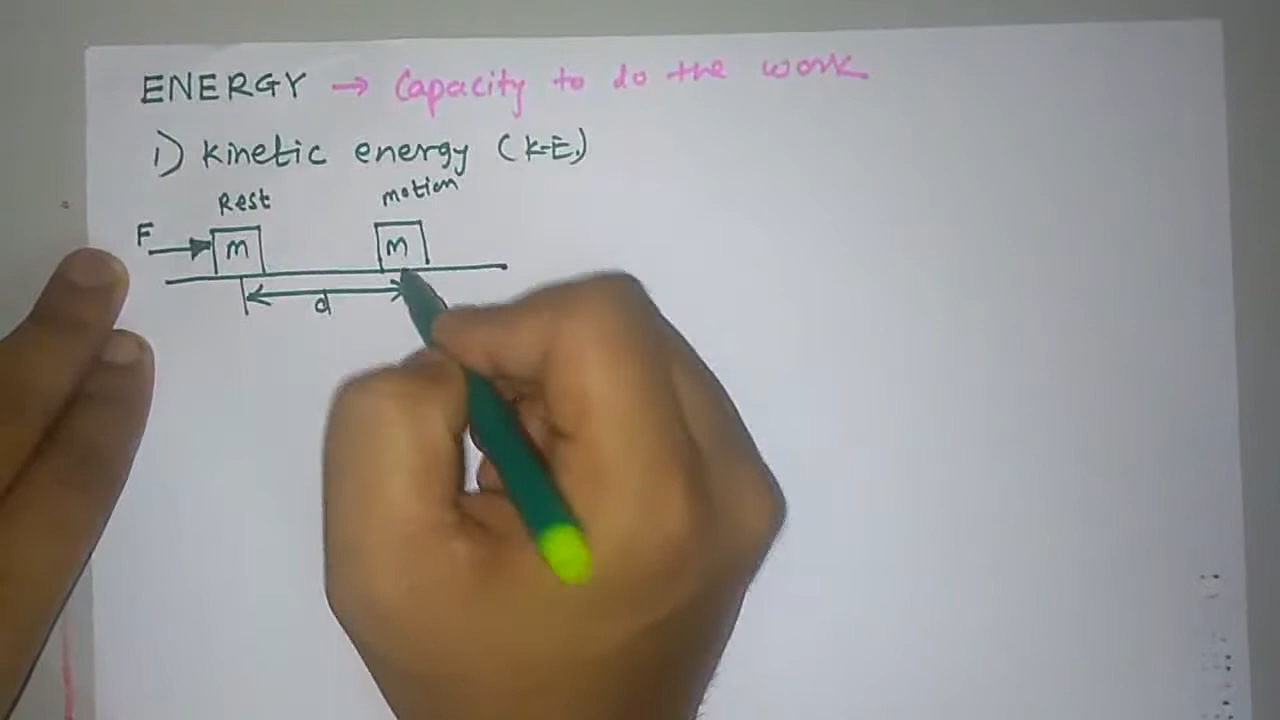 ENERGY → Capacity to do the work
1) Kinetic energy (K.E.)
Rest motion
F m m
d